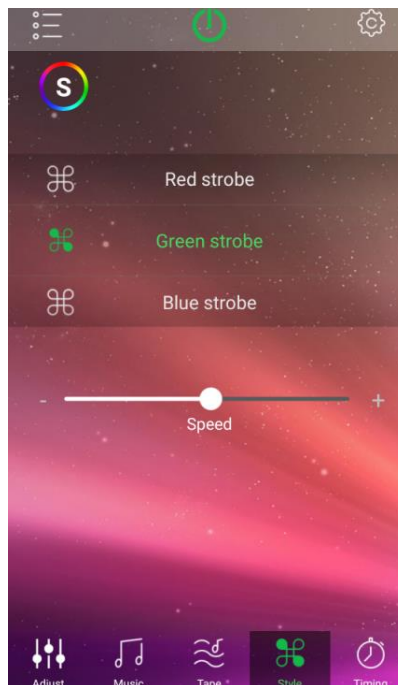 S
Red strobe
Green strobe
Blue strobe
- +
Speed
Adjust Music Tape Style Timing